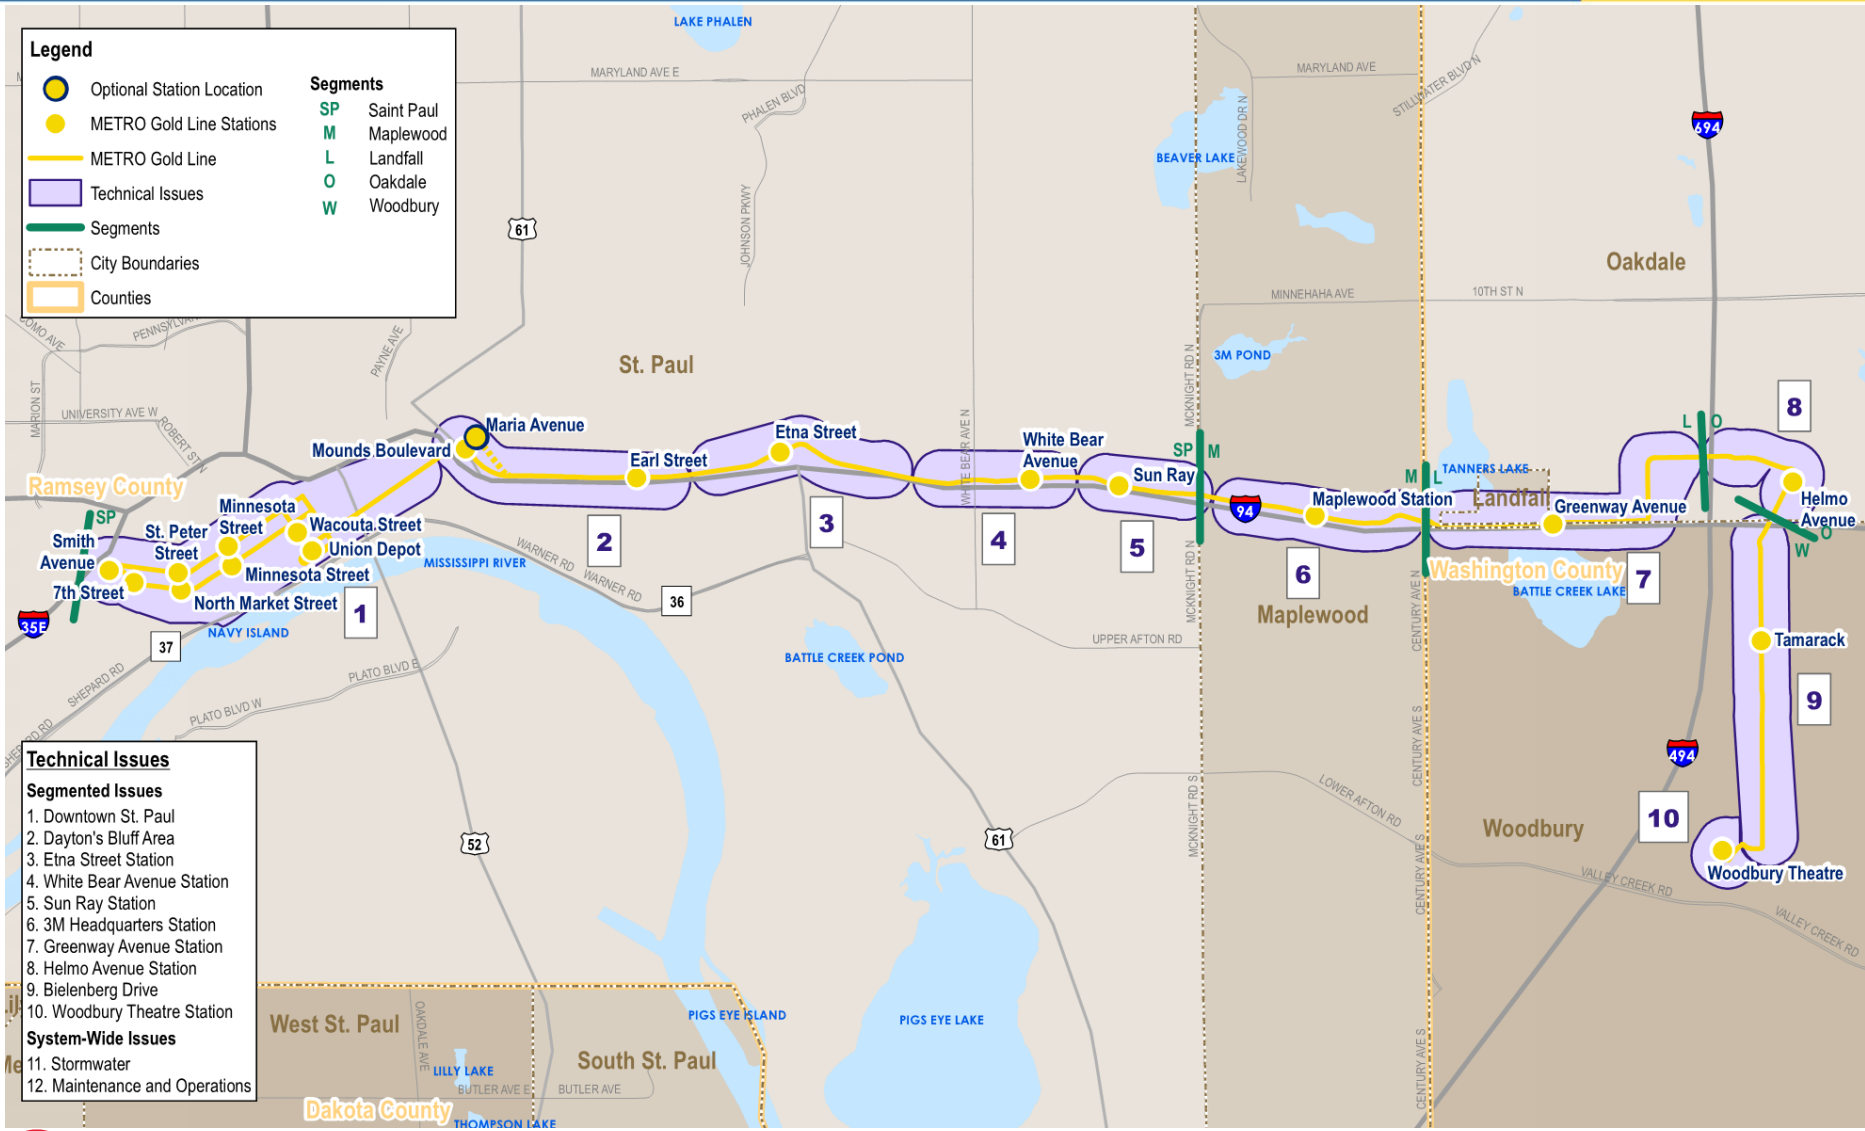 Legend
Optional Station Location
METRO Gold Line Stations
METRO Gold Line
Technical Issues
Segments
City Boundaries
Counties
Segments
SP Saint Paul
M Maplewood
L Landfall
O Oakdale
W Woodbury
LAKE PHALEN
MARYLAND AVE E
PHALEN BLVD
JOHNSON PKWY
61
MARYLAND AVE
STILLWATER BLVD N
LAKEWOOD DR N
BEAVER LAKE
694
Oakdale
MINNEHAHA AVE
10TH ST N
3M POND
MCKNIGHT RD N
COMO AVE
MARION ST
UNIVERSITY AVE W
ROBERT ST N
PAYNE AVE
St. Paul
Ramsey County
Maria Avenue
Mounds Boulevard
Earl Street
Etna Street
WHITE BEAR AVE N
White Bear
Avenue
Sun Ray
SP M
94
Maplewood Station
M L
TANNERS LAKE
Landfall
Greenway Avenue
L O
8
Helmo
Avenue
O
W
SP
Smith
Avenue
7th Street
St. Peter
Street
Minnesota
Street
Wacouta Street
Union Depot
Minnesota Street
North Market Street
1
2
3
4
5
6
7
MISSISSIPPI RIVER
WARNER RD
WARNER RD
36
35E
37
NAVY ISLAND
SHEPARD RD
PLATO BLVD E
PLATO BLVD W
BATTLE CREEK POND
UPPER AFTON RD
MCKNIGHT RD N
Maplewood
Washington County
BATTLE CREEK LAKE
CENTURY AVE N
Tamarack
9
494
10
Woodbury
Woodbury Theatre
CENTURY AVE S
LOWER AFTON RD
MCKNIGHT RD S
CENTURY AVE S
VALLEY CREEK RD
VALLEY CREEK RD
52
61
Technical Issues
Segmented Issues
1. Downtown St. Paul
2. Dayton's Bluff Area
3. Etna Street Station
4. White Bear Avenue Station
5. Sun Ray Station
6. 3M Headquarters Station
7. Greenway Avenue Station
8. Helmo Avenue Station
9. Bielenberg Drive
10. Woodbury Theatre Station
System-Wide Issues
11. Stormwater
12. Maintenance and Operations
West St. Paul
OAKDALE AVE
LILLY LAKE
BUTLER AVE E
BUTLER AVE
South St. Paul
Dakota County
THOMPSON LAKE
PIGS EYE ISLAND
PIGS EYE LAKE
CENTURY AVE S